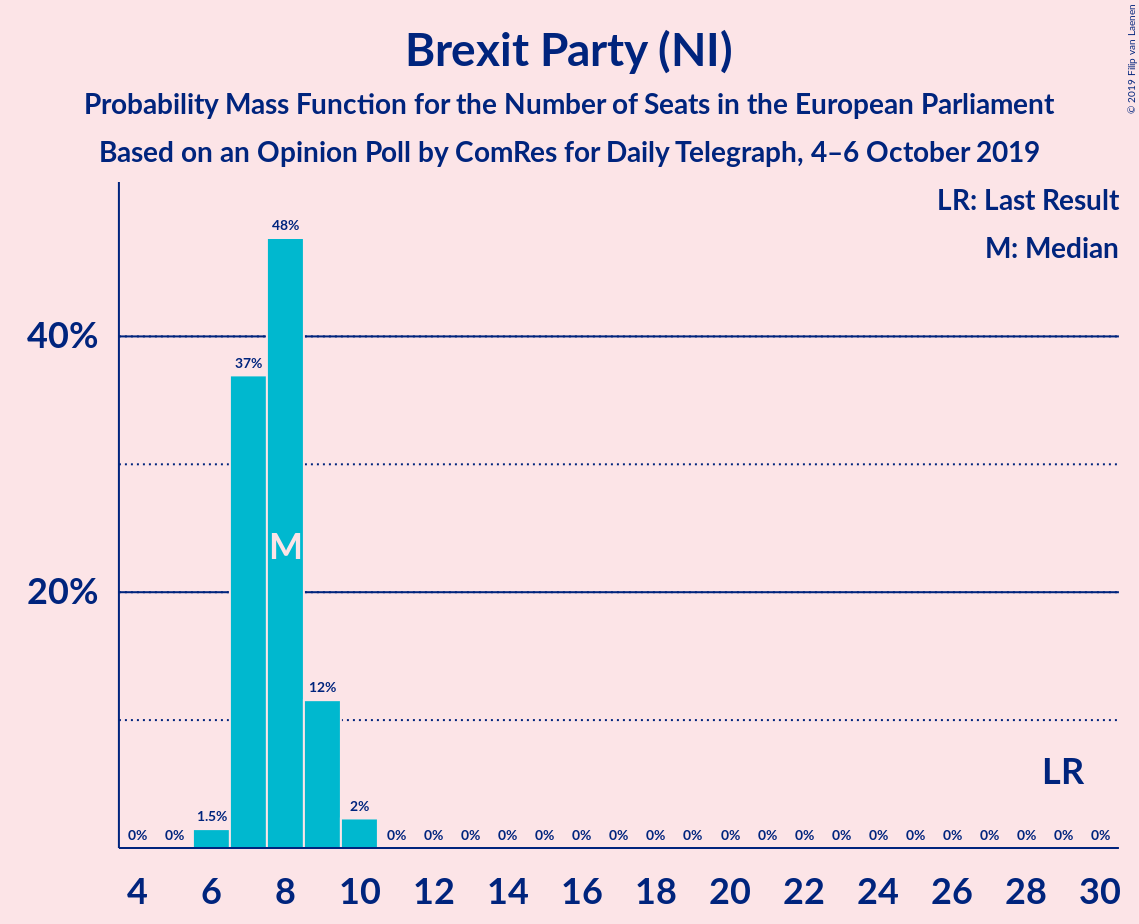 Brexit Party (NI)
Probability Mass Function for the Number of Seats in the European Parliament
Based on an Opinion Poll by ComRes for Daily Telegraph, 4–6 October 2019
© 2019 Filip van Laenen
LR: Last Result
M: Median
48%
40%
37%
M
20%
12%
LR
1.5%
2%
0% 0% 0% 0% 0% 0% 0% 0% 0% 0% 0% 0% 0% 0% 0% 0% 0% 0% 0% 0% 0% 0%
4 6 8 10 12 14 16 18 20 22 24 26 28 30